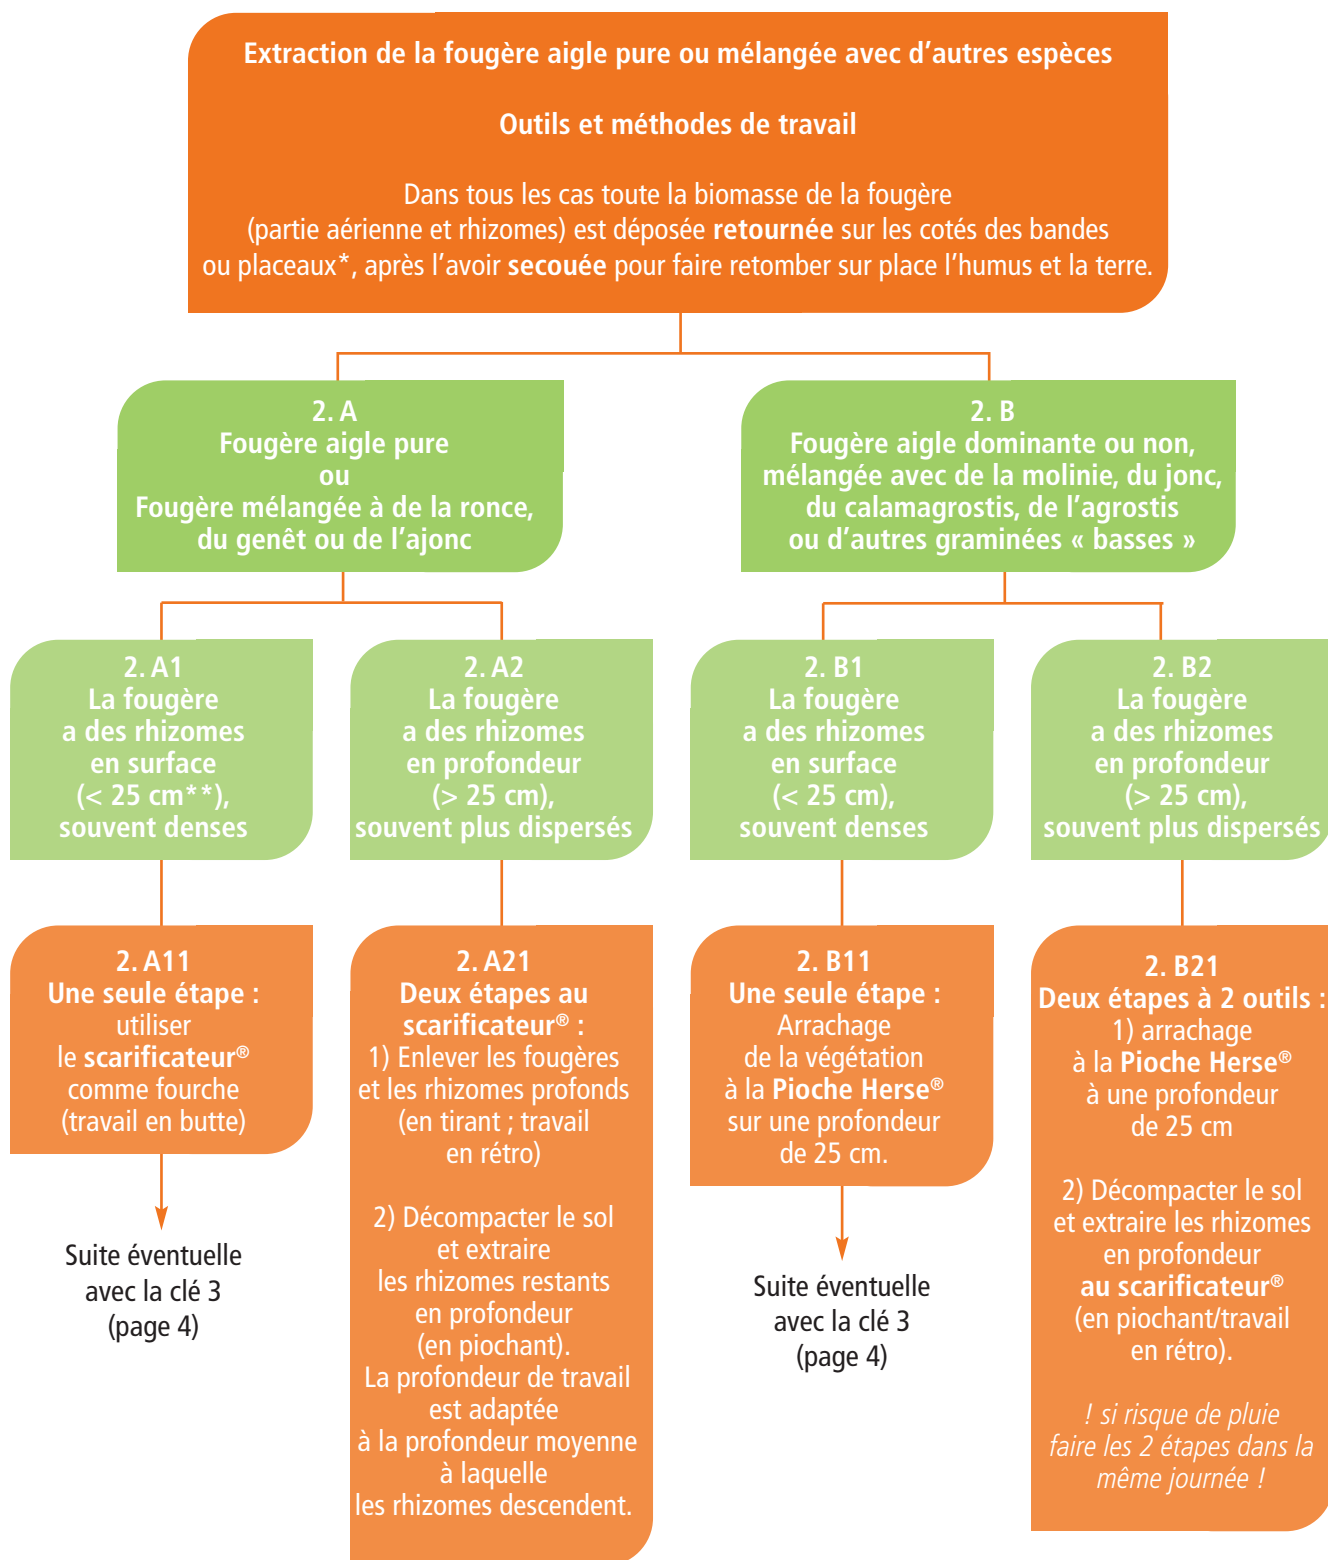 Extraction de la fougère aigle pure ou mélangée avec d'autres espèces
Outils et méthodes de travail
Dans tous les cas toute la biomasse de la fougère
(partie aérienne et rhizomes) est déposée retournée sur les cotés des bandes
ou placeaux*, après l'avoir secouée pour faire retomber sur place l'humus et la terre.
2. A
Fougère aigle pure
ou
Fougère mélangée à de la ronce,
du genêt ou de l'ajonc
2. B
Fougère aigle dominante ou non,
mélangée avec de la molinie, du jonc,
du calamagrostis, de l'agrostis
ou d'autres graminées « basses »
2. A1
La fougère
a des rhizomes
en surface
(< 25 cm**),
souvent denses
2. A2
La fougère
a des rhizomes
en profondeur
(> 25 cm),
souvent plus dispersés
2. B1
La fougère
a des rhizomes
en surface
(< 25 cm),
souvent denses
2. B2
La fougère
a des rhizomes
en profondeur
(> 25 cm),
souvent plus dispersés
2. A11
Une seule étape :
utiliser
le scarificateur®
comme fourche
(travail en butte)
Suite éventuelle
avec la clé 3
(page 4)
2. A21
Deux étapes au
scarificateur® :
1) Enlever les fougères
et les rhizomes profonds
(en tirant ; travail
en rétro)
2) Décompacter le sol
et extraire
les rhizomes restants
en profondeur
(en piochant).
La profondeur de travail
est adaptée
à la profondeur moyenne
à laquelle
les rhizomes descendent.
2. B11
Une seule étape :
Arrachage
de la végétation
à la Pioche Herse®
sur une profondeur
de 25 cm.
Suite éventuelle
avec la clé 3
(page 4)
2. B21
Deux étapes à 2 outils :
1) arrachage
à la Pioche Herse®
à une profondeur
de 25 cm
2) Décompacter le sol
et extraire les rhizomes
en profondeur
au scarificateur®
(en piochant/travail
en rétro).
! si risque de pluie
faire les 2 étapes dans la
même journée !